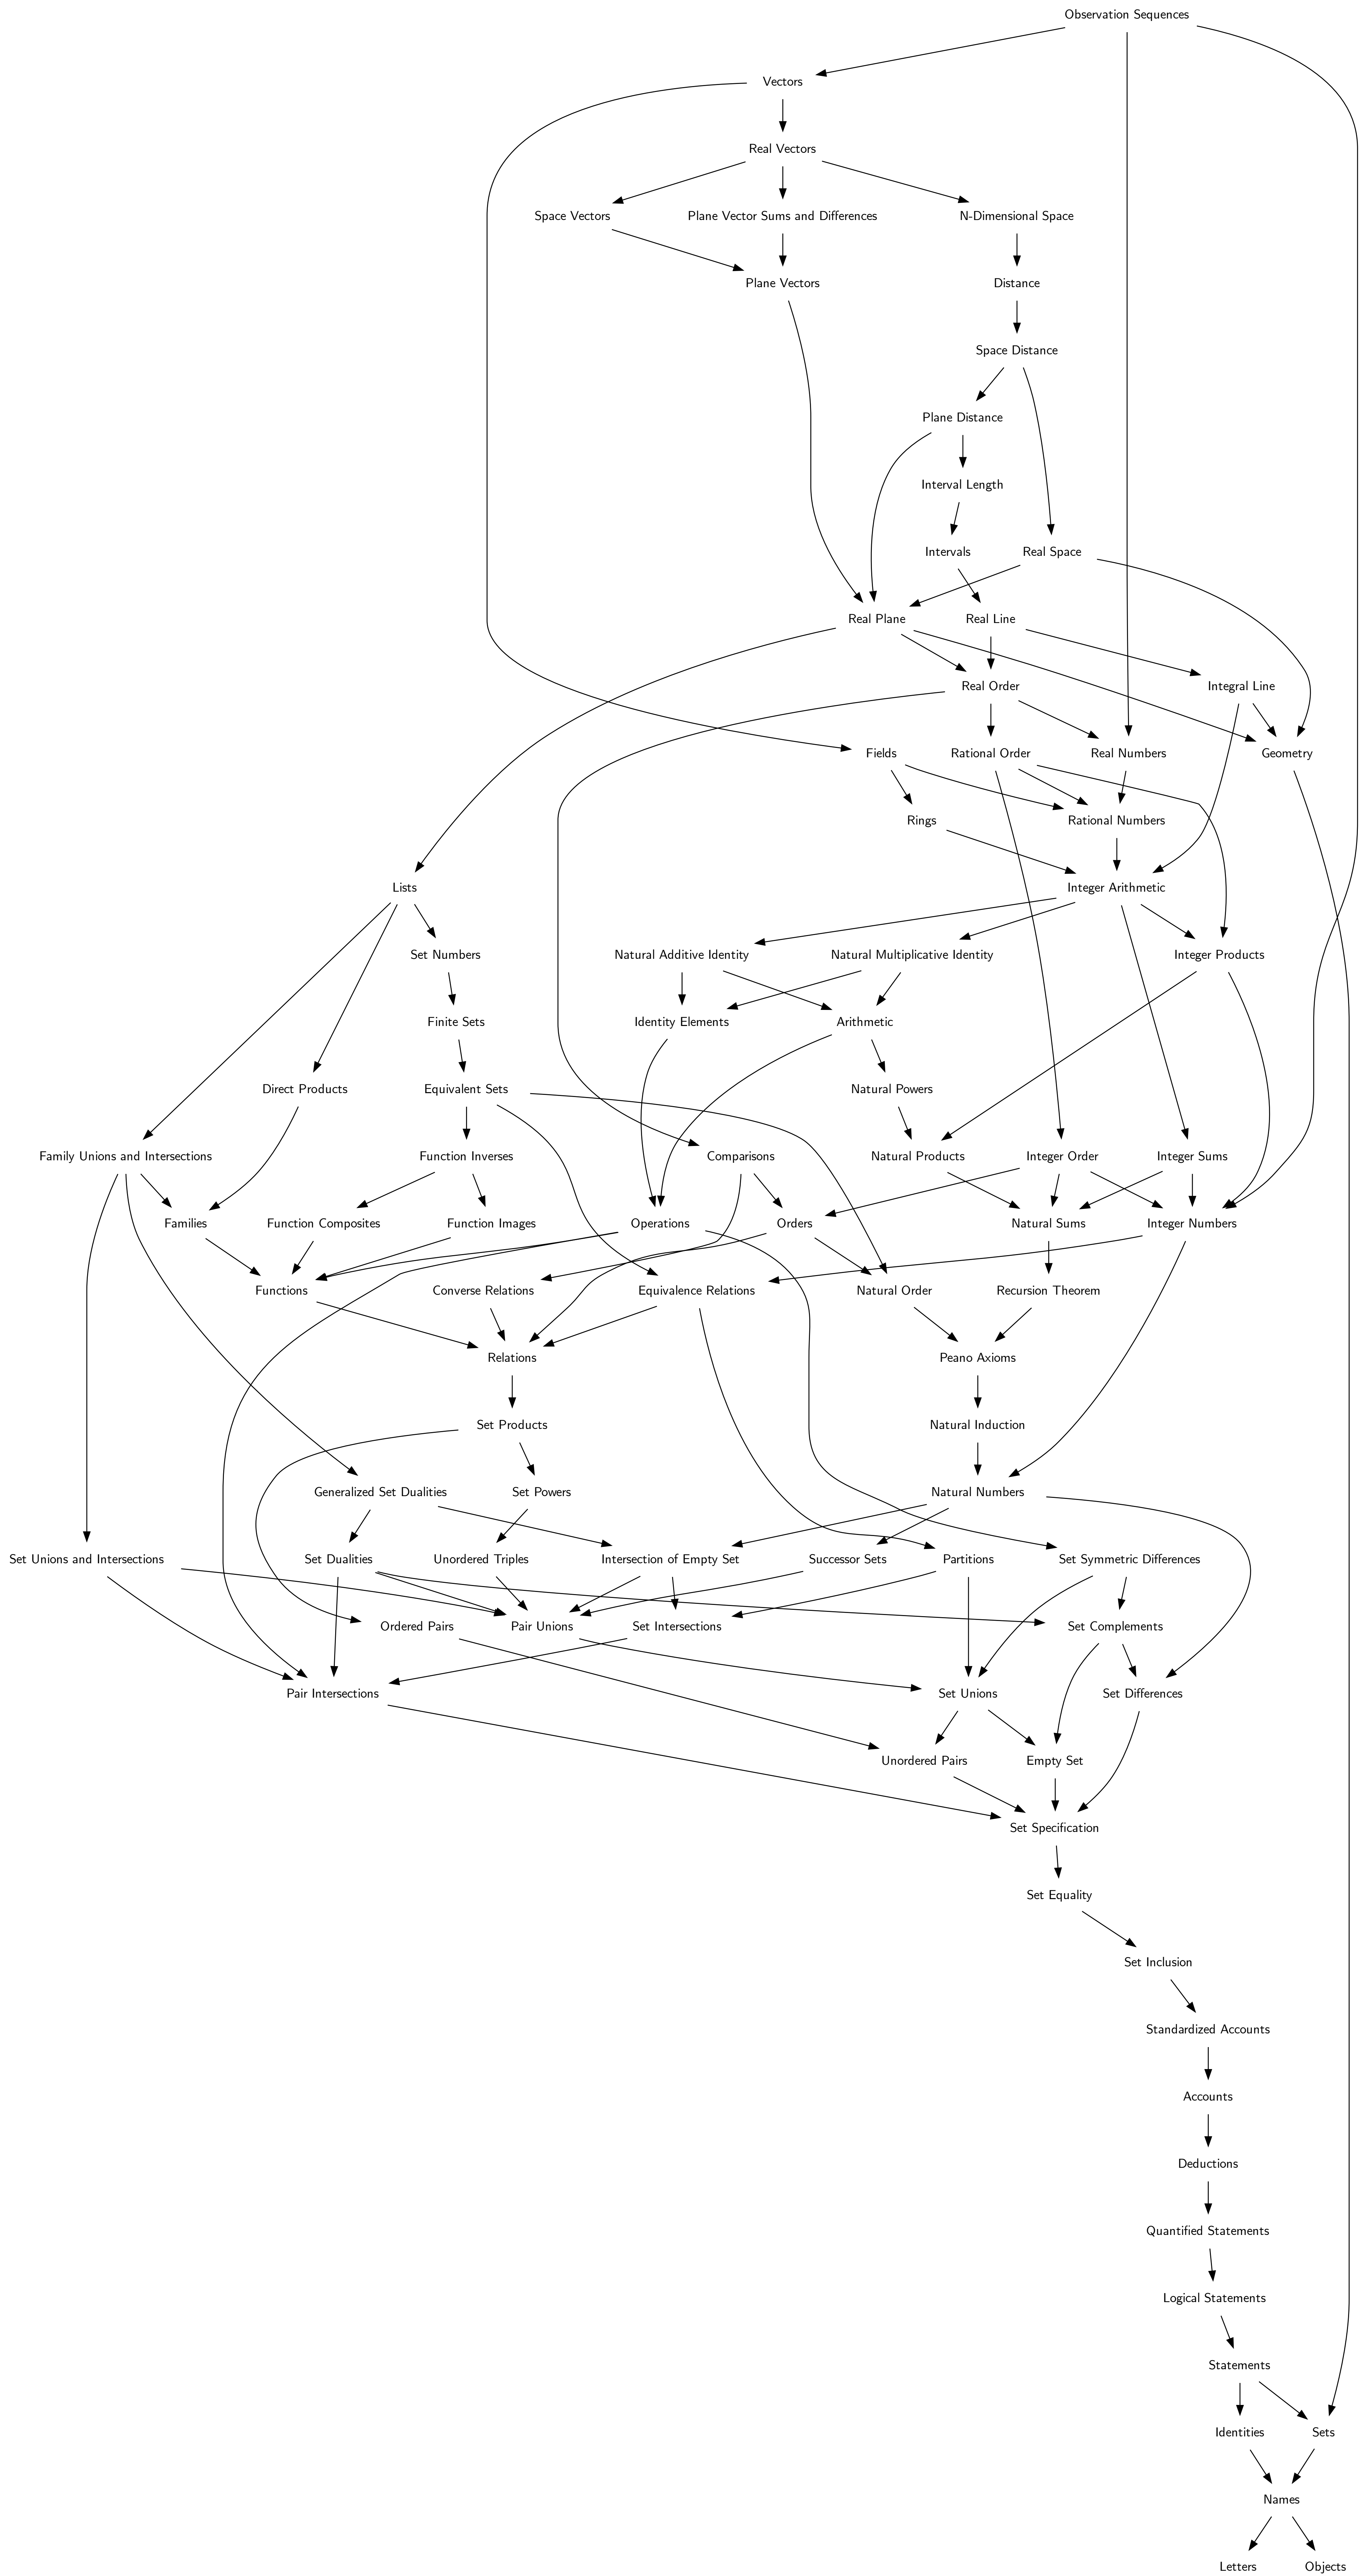 Observation Sequences
Vectors
Real Vectors
Space Vectors
Plane Vector Sums and Differences
N-Dimensional Space
Plane Vectors
Distance
Space Distance
Plane Distance
Interval Length
Intervals
Real Space
Real Plane
Real Line
Real Order
Integral Line
Fields
Rational Order
Real Numbers
Geometry
Rings
Rational Numbers
Lists
Integer Arithmetic
Set Numbers
Natural Additive Identity
Natural Multiplicative Identity
Integer Products
Finite Sets
Identity Elements
Arithmetic
Direct Products
Equivalent Sets
Natural Powers
Family Unions and Intersections
Function Inverses
Comparisons
Natural Products
Integer Order
Integer Sums
Families
Function Composites
Function Images
Operations
Orders
Natural Sums
Integer Numbers
Functions
Converse Relations
Equivalence Relations
Natural Order
Recursion Theorem
Relations
Peano Axioms
Set Products
Natural Induction
Generalized Set Dualities
Set Powers
Natural Numbers
Set Unions and Intersections
Set Dualities
Unordered Triples
Intersection of Empty Set
Successor Sets
Partitions
Set Symmetric Differences
Ordered Pairs
Pair Unions
Set Intersections
Set Complements
Pair Intersections
Set Unions
Set Differences
Unordered Pairs
Empty Set
Set Specification
Set Equality
Set Inclusion
Standardized Accounts
Accounts
Deductions
Quantified Statements
Logical Statements
Statements
Identities
Sets
Names
Letters
Objects